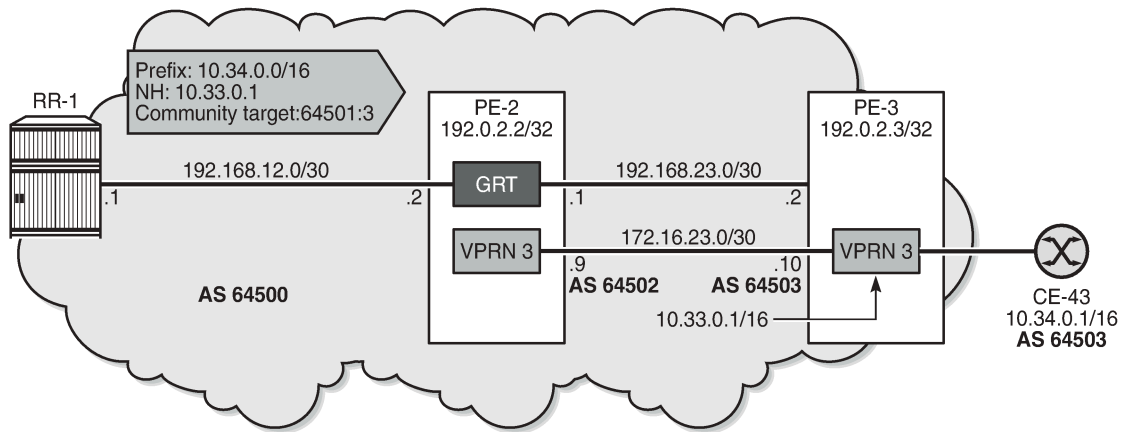 RR-1
Prefix: 10.34.0.0/16
NH: 10.33.0.1
Community target:64501:3
PE-2
192.0.2.2/32
PE-3
192.0.2.3/32
192.168.12.0/30
GRT
192.168.23.0/30
.1
.2
.1
.2
VPRN 3
172.16.23.0/30
VPRN 3
.9
.10
AS 64500
AS 64502
AS 64503
10.33.0.1/16
CE-43
10.34.0.1/16
AS 64503